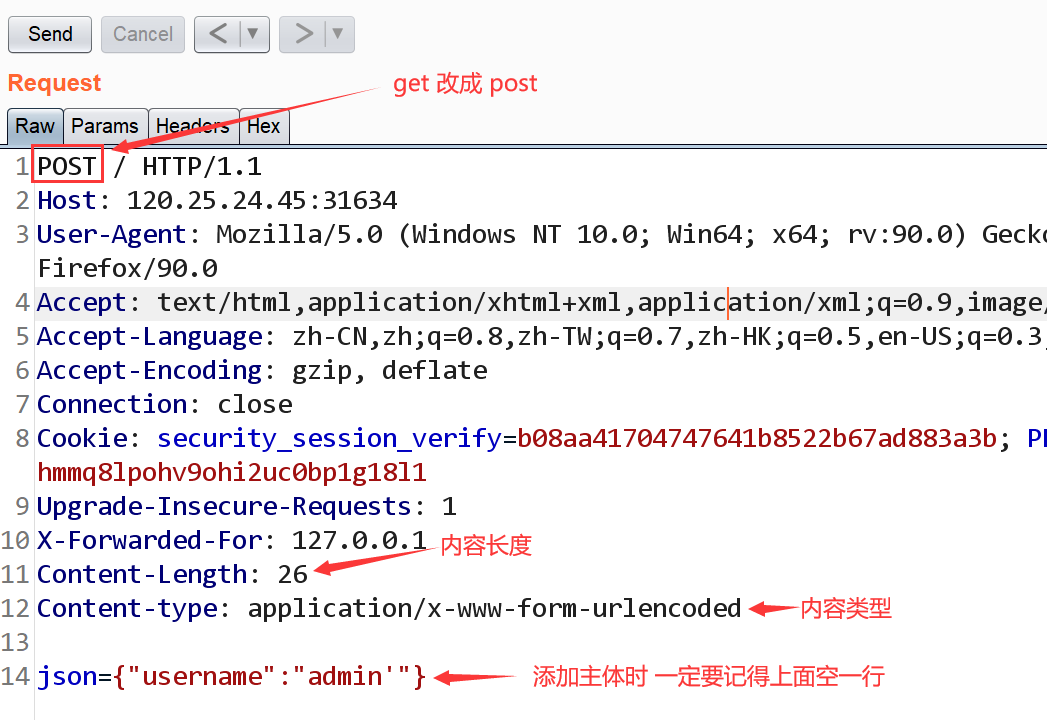 Send Cancel < ▼ > ▼
Request
get 改成 post
Raw Params Headers Hex
1 POST / HTTP/1.1
2 Host: 120.25.24.45:31634
3 User-Agent: Mozilla/5.0 (Windows NT 10.0; Win64; x64; rv:90.0) Gecko
Firefox/90.0
4 Accept: text/html,application/xhtml+xml,application/xml;q=0.9,image/
5 Accept-Language: zh-CN,zh;q=0.8,zh-TW;q=0.7,zh-HK;q=0.5,en-US;q=0.3,
6 Accept-Encoding: gzip, deflate
7 Connection: close
8 Cookie: security_session_verify=b08aa41704747641b8522b67ad883a3b;
hmmq8lpohv9ohi2uc0bp1g18l1
9 Upgrade-Insecure-Requests: 1
10 X-Forwarded-For: 127.0.0.1
内容长度
11 Content-Length: 26
12 Content-type: application/x-www-form-urlencoded
内容类型
13
14 json={"username":"admin'"}
添加主体时 一定要记得上面空一行